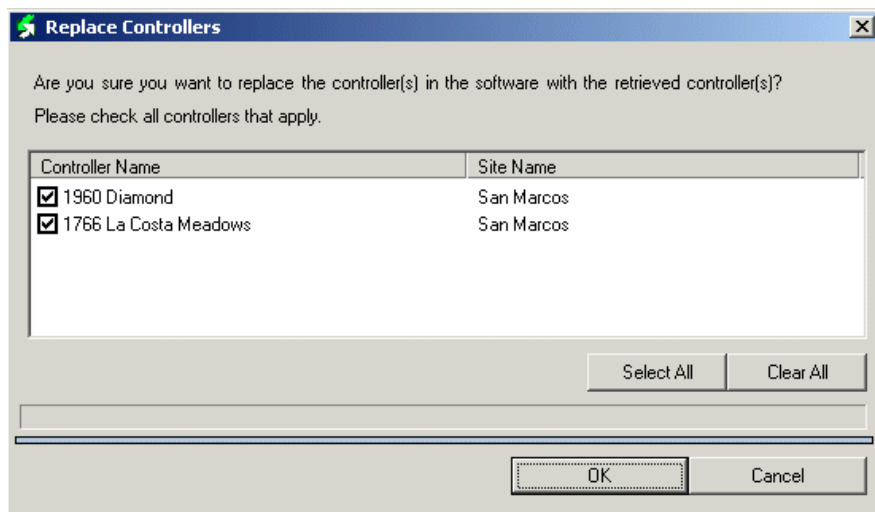 Replace Controllers
Are you sure you want to replace the controller(s) in the software with the retrieved controller(s)?
Please check all controllers that apply.
Controller Name Site Name
1960 Diamond San Marcos
1766 La Costa Meadows San Marcos
Select All Clear All
OK Cancel